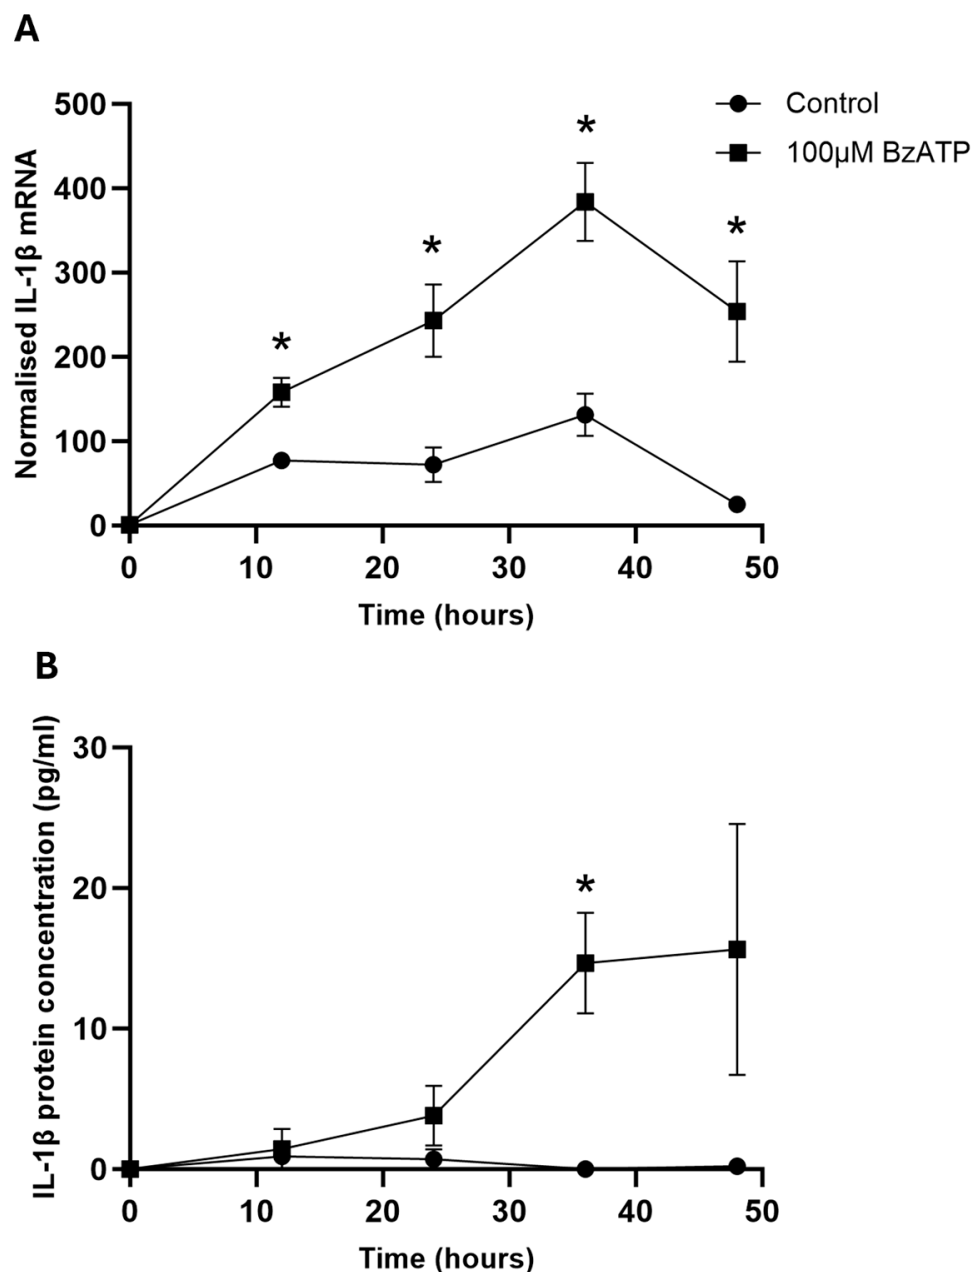 A
Normalised IL-1β mRNA
500
400
300
200
100
0
*
*
*
*
Control
100µM BzATP
0 10 20 30 40 50
Time (hours)
B
IL-1β protein concentration (pg/ml)
30
20
10
0
*
0 10 20 30 40 50
Time (hours)